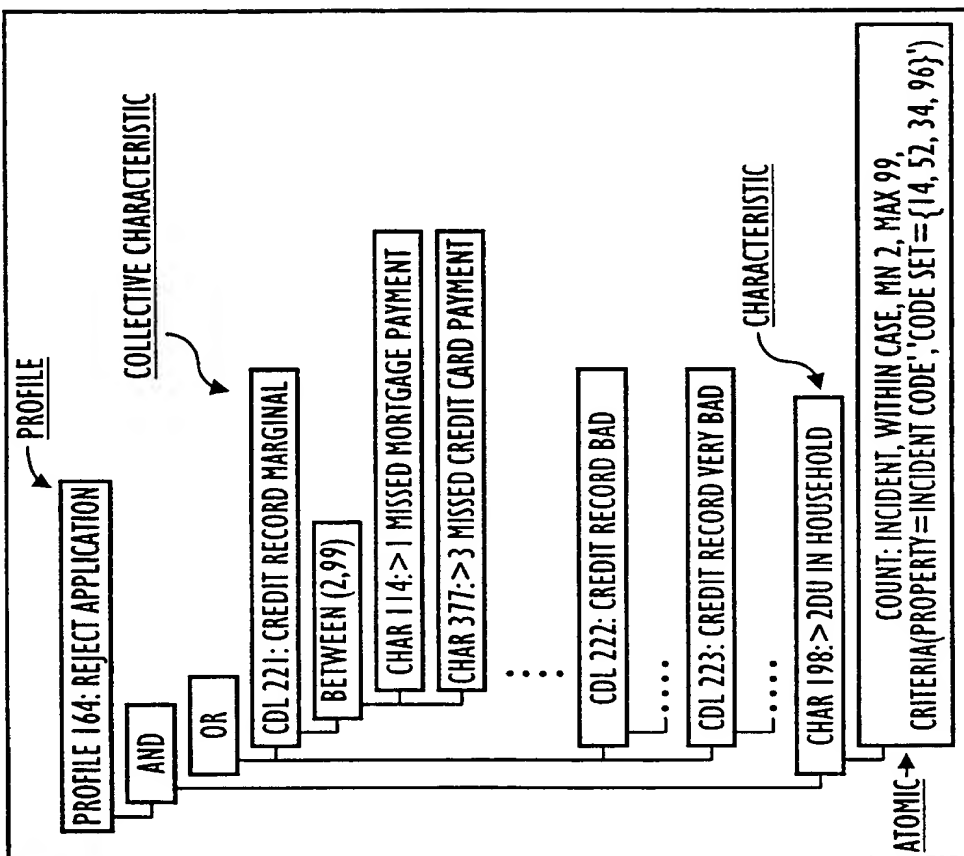 PROFILE
PROFILE 164: REJECT APPLICATION
AND
OR
COLLECTIVE CHARACTERISTIC
CDL 221: CREDIT RECORD MARGINAL
BETWEEN (2,99)
CHAR 114:>1 MISSED MORTGAGE PAYMENT
CHAR 377:>3 MISSED CREDIT CARD PAYMENT
....
CDL 222: CREDIT RECORD BAD
.....
CDL 223: CREDIT RECORD VERY BAD
.....
CHARACTERISTIC
CHAR 198:>2DU IN HOUSEHOLD
ATOMIC
COUNT: INCIDENT, WITHIN CASE, MN 2, MAX 99,
CRITERIA(PROPERTY=INCIDENT CODE','CODE SET={14, 52, 34, 96}')